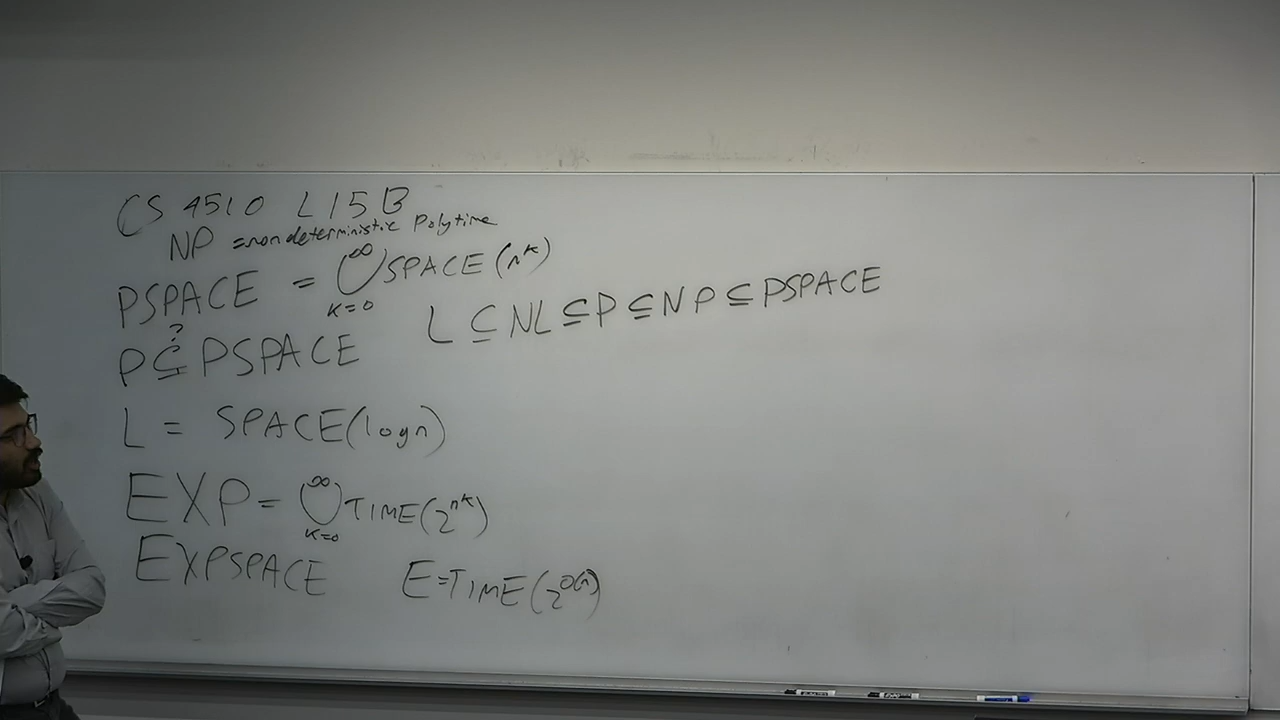 CS 4510 L15B
NP = nondeterministic Polytime
PSPACE = ∞⋃k=0 SPACE(n^k)
L ⊆ NL ⊆ P ⊆ NP ⊆ PSPACE
P ⊊? PSPACE
L = SPACE(logn)
EXP = ∞⋃k=0 TIME(2^n^k)
EXPSPACE E=TIME(2^O(n))